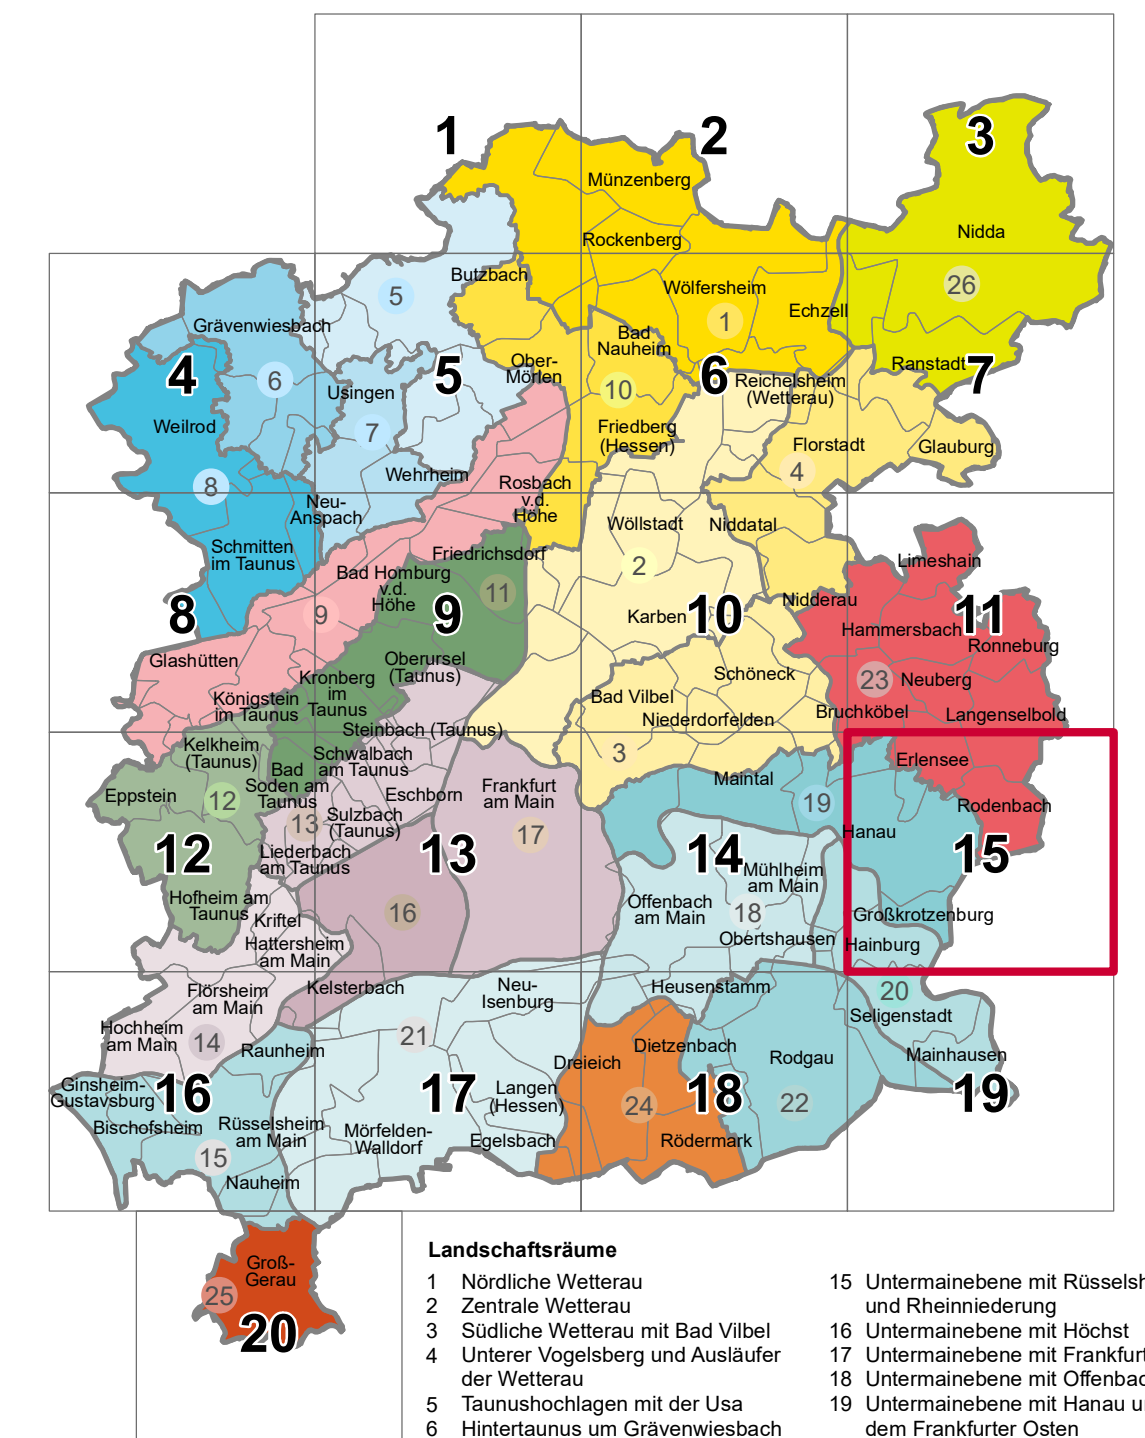 1
2
3
Münzenberg
Rockenberg
Nidda
Butzbach
5
Wölfersheim
26
Echzell
1
Grävenwiesbach
Bad
Nauheim
Ober-
Mörlen
Ranstadt
4
5
6
7
6
Usingen
10
Reichelsheim
(Wetterau)
Weilrod
7
Friedberg
(Hessen)
Florstadt
Glauburg
4
8
Wehrheim
Rosbach
v.d.
Höhe
Neu-
Anspach
Wöllstadt
Niddatal
Schmitten
im Taunus
Friedrichsdorf
2
Limeshain
Bad Homburg
v.d.
Höhe
11
Nidderau
8
9
9
10
11
Karben
Hammersbach
Ronneburg
Glashütten
Oberursel
(Taunus)
Schöneck
23
Neuberg
Kronberg
im
Taunus
Königstein
im Taunus
Bad Vilbel
Niederdorfelden
Bruchköbel
Langenselbold
Steinbach (Taunus)
Kelkheim
(Taunus)
Schwalbach
am Taunus
3
Erlensee
Bad
Soden am
Taunus
Frankfurt
am Main
Maintal
Eppstein
12
Eschborn
19
Rodenbach
13
Sulzbach
(Taunus)
17
Hanau
12
Liederbach
am Taunus
13
14
15
Mühlheim
am Main
Hofheim am
Taunus
Kriftel
16
Offenbach
am Main
18
Großkrotzenburg
Hattersheim
am Main
Obertshausen
Hainburg
Flörsheim
am Main
Kelsterbach
Neu-
Isenburg
Heusenstamm
20
Seligenstadt
Hochheim
am Main
14
Raunheim
21
Dietzenbach
Dreieich
Rodgau
Mainhausen
Ginsheim-
Gustavsburg
16
17
Langen
(Hessen)
24
18
22
19
Bischofsheim
Rüsselsheim
am Main
Mörfelden-
Walldorf
Egelsbach
Rödermark
15
Nauheim
Groß-
Gerau
25
20
Landschaftsräume
1 Nördliche Wetterau
2 Zentrale Wetterau
3 Südliche Wetterau mit Bad Vilbel
4 Unterer Vogelsberg und Ausläufer
der Wetterau
5 Taunushochlagen mit der Usa
6 Hintertaunus um Grävenwiesbach
15 Untermainebene mit Rüssels
und Rheinniederung
16 Untermainebene mit Höchst
17 Untermainebene mit Frankfurt
18 Untermainebene mit Offenbac
19 Untermainebene mit Hanau u
dem Frankfurter Osten